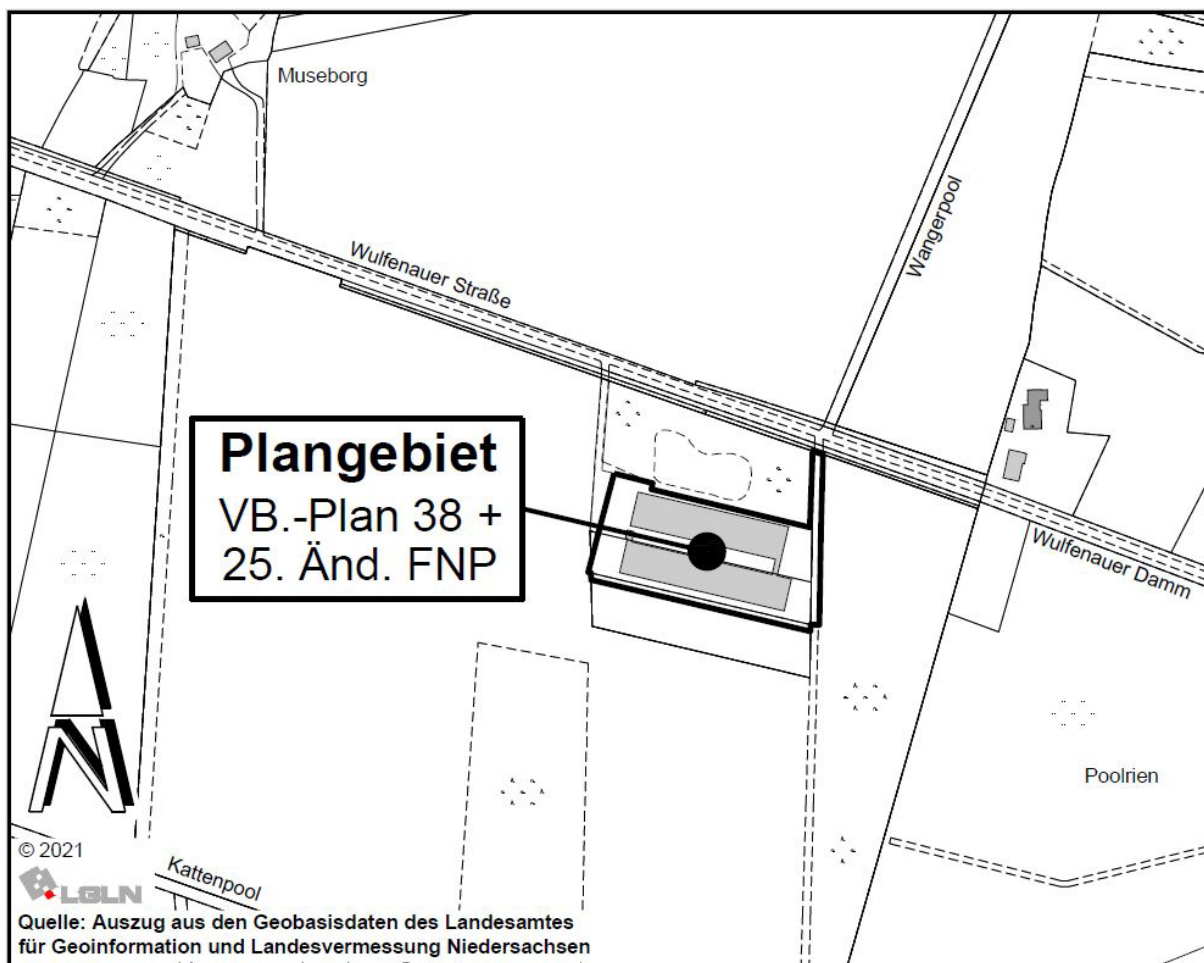 Museborg
Wulfenauer Straße
Wangerpool
Plangebiet
VB.-Plan 38 +
25. Änd. FNP
Wulfenauer Damm
Poolrien
N
© 2021
LGLN
Kattenpool
Quelle: Auszug aus den Geobasisdaten des Landesamtes
für Geoinformation und Landesvermessung Niedersachsen